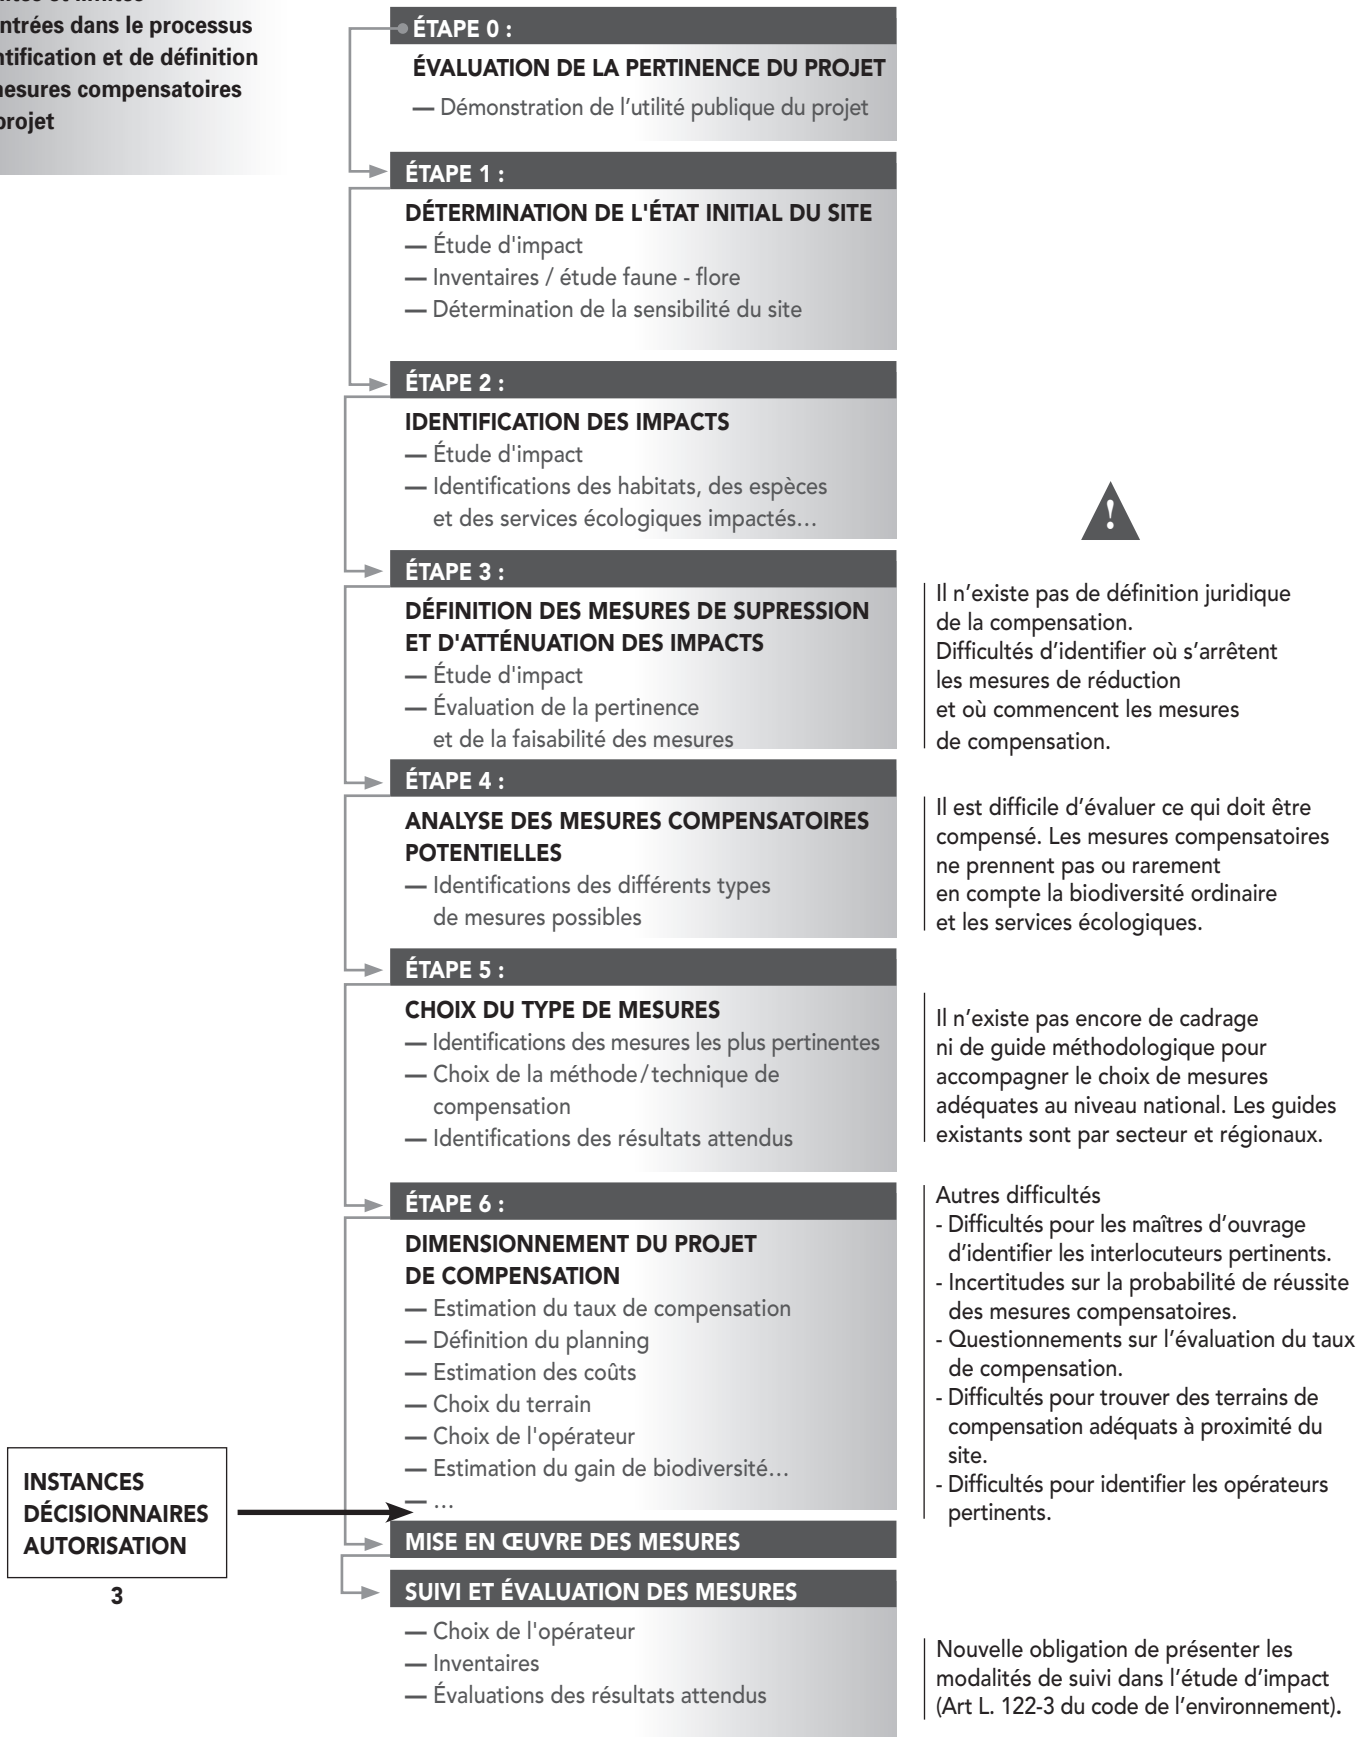 ntrées dans le processus
ntification et de définition
mesures compensatoires
projet
ÉTAPE 0 :
ÉVALUATION DE LA PERTINENCE DU PROJET
— Démonstration de l’utilité publique du projet
ÉTAPE 1 :
DÉTERMINATION DE L'ÉTAT INITIAL DU SITE
— Étude d'impact
— Inventaires / étude faune - flore
— Détermination de la sensibilité du site
ÉTAPE 2 :
IDENTIFICATION DES IMPACTS
— Étude d'impact
— Identifications des habitats, des espèces
et des services écologiques impactés…
!
ÉTAPE 3 :
DÉFINITION DES MESURES DE SUPRESSION
ET D'ATTÉNUATION DES IMPACTS
— Étude d'impact
— Évaluation de la pertinence
et de la faisabilité des mesures
Il n’existe pas de définition juridique
de la compensation.
Difficultés d’identifier où s’arrêtent
les mesures de réduction
et où commencent les mesures
de compensation.
ÉTAPE 4 :
ANALYSE DES MESURES COMPENSATOIRES
POTENTIELLES
— Identifications des différents types
de mesures possibles
Il est difficile d’évaluer ce qui doit être
compensé. Les mesures compensatoires
ne prennent pas ou rarement
en compte la biodiversité ordinaire
et les services écologiques.
ÉTAPE 5 :
CHOIX DU TYPE DE MESURES
— Identifications des mesures les plus pertinentes
— Choix de la méthode/technique de
compensation
— Identifications des résultats attendus
Il n’existe pas encore de cadrage
ni de guide méthodologique pour
accompagner le choix de mesures
adéquates au niveau national. Les guides
existants sont par secteur et régionaux.
ÉTAPE 6 :
DIMENSIONNEMENT DU PROJET
DE COMPENSATION
— Estimation du taux de compensation
— Définition du planning
— Estimation des coûts
— Choix du terrain
— Choix de l'opérateur
— Estimation du gain de biodiversité…
— …
Autres difficultés
- Difficultés pour les maîtres d’ouvrage
d’identifier les interlocuteurs pertinents.
- Incertitudes sur la probabilité de réussite
des mesures compensatoires.
- Questionnements sur l’évaluation du taux
de compensation.
- Difficultés pour trouver des terrains de
compensation adéquats à proximité du
site.
- Difficultés pour identifier les opérateurs
pertinents.
INSTANCES
DÉCISIONNAIRES
AUTORISATION
3
MISE EN ŒUVRE DES MESURES
SUIVI ET ÉVALUATION DES MESURES
— Choix de l'opérateur
— Inventaires
— Évaluations des résultats attendus
Nouvelle obligation de présenter les
modalités de suivi dans l’étude d’impact
(Art L. 122-3 du code de l’environnement).